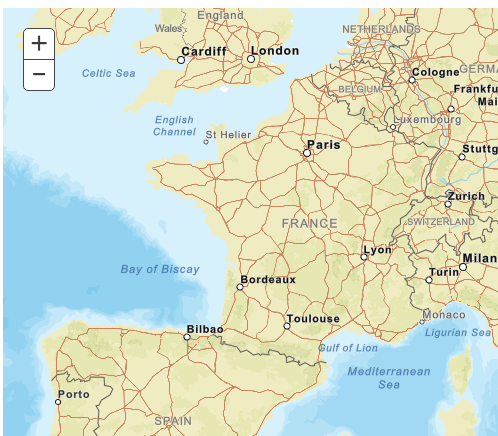 +
−
England
Wales
Cardiff
London
NETHERLANDS
Celtic Sea
Cologne
GERMA
BELGIUM
Frankfu
Mai
English
Channel
St Helier
Luxembourg
Paris
Stuttg
Zurich
FRANCE
SWITZERLAND
Lyon
Milan
Bay of Biscay
Turin
Bordeaux
Monaco
Toulouse
Bilbao
Ligurian Sea
Gulf of Lion
Mediterranean
Sea
Porto
SPAIN